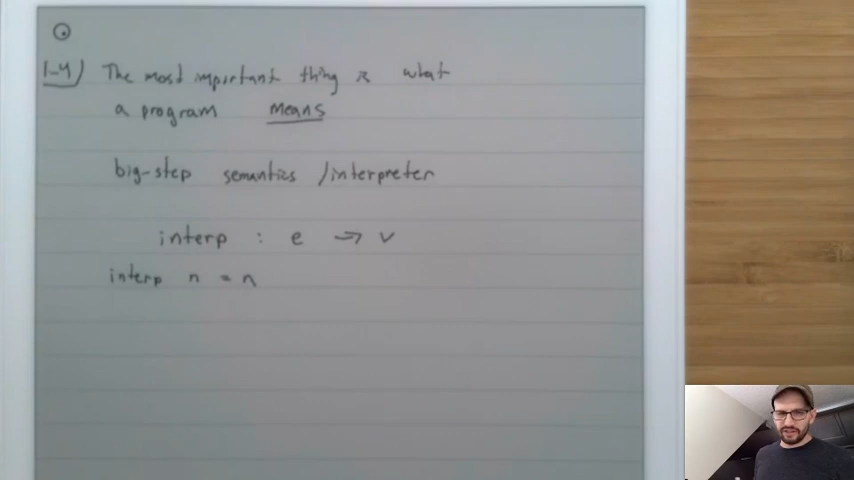 1-4) The most important thing is what
a program means
big-step semantics / interpreter
interp : e → v
interp n = n